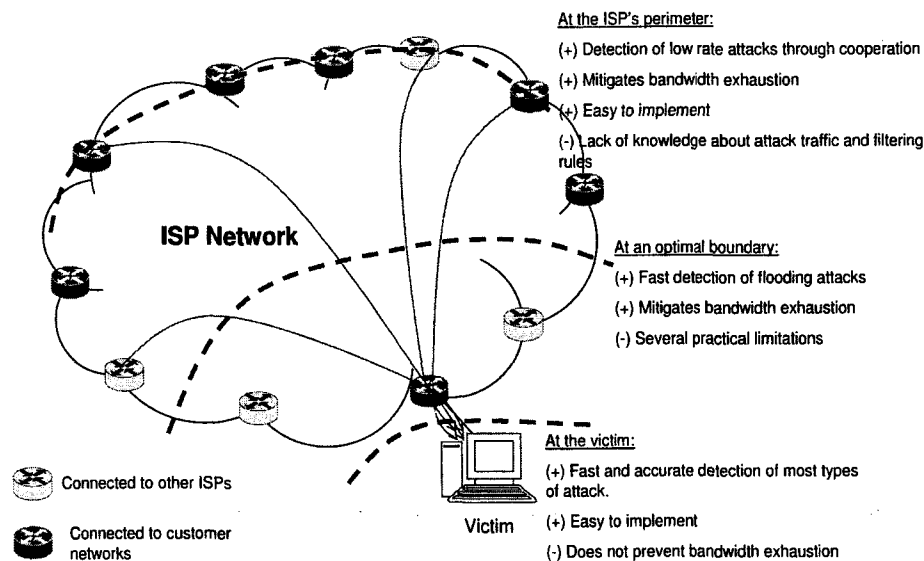 At the ISP's perimeter:
(+) Detection of low rate attacks through cooperation
(+) Mitigates bandwidth exhaustion
(+) Easy to implement
(-) Lack of knowledge about attack traffic and filtering
rules
ISP Network
At an optimal boundary:
(+) Fast detection of flooding attacks
(+) Mitigates bandwidth exhaustion
(-) Several practical limitations
At the victim:
(+) Fast and accurate detection of most types
of attack.
(+) Easy to implement
(-) Does not prevent bandwidth exhaustion
Victim
Connected to other ISPs
Connected to customer
networks